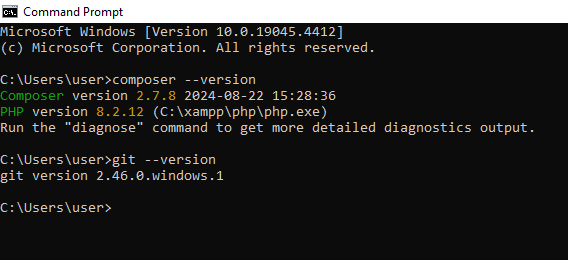 Command Prompt
Microsoft Windows [Version 10.0.19045.4412]
(c) Microsoft Corporation. All rights reserved.
C:\Users\user>composer --version
Composer version 2.7.8 2024-08-22 15:28:36
PHP version 8.2.12 (C:\xampp\php\php.exe)
Run the "diagnose" command to get more detailed diagnostics output.
C:\Users\user>git --version
git version 2.46.0.windows.1
C:\Users\user>